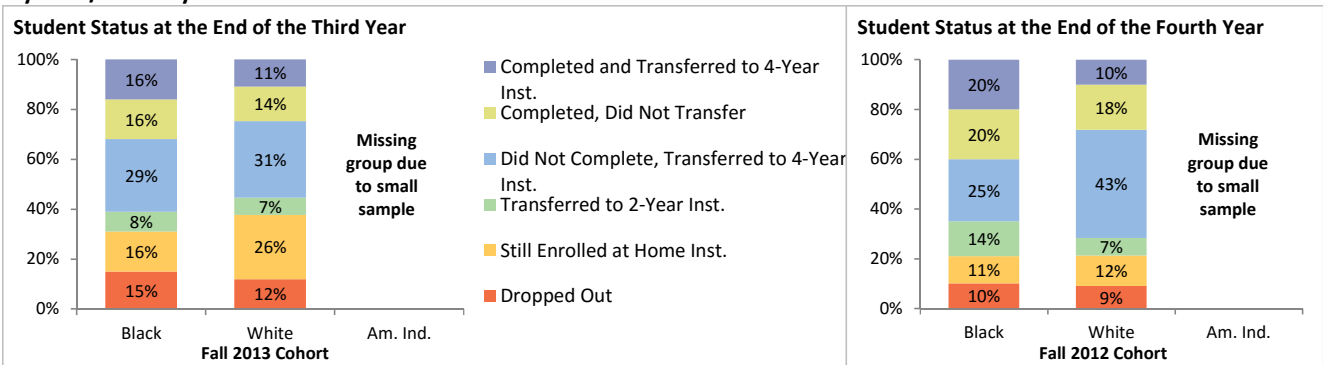 Student Status at the End of the Third Year
100%
80%
60%
40%
20%
0%
16%
16%
29%
8%
16%
15%
11%
14%
31%
7%
26%
12%
Missing
group due
to small
sample
Black
White
Am. Ind.
Fall 2013 Cohort
Completed and Transferred to 4-Year
Inst.
Completed, Did Not Transfer
Did Not Complete, Transferred to 4-Year
Inst.
Transferred to 2-Year Inst.
Still Enrolled at Home Inst.
Dropped Out
Student Status at the End of the Fourth Year
100%
80%
60%
40%
20%
0%
20%
20%
25%
14%
11%
10%
10%
18%
43%
7%
12%
9%
Missing
group due
to small
sample
Black
White
Am. Ind.
Fall 2012 Cohort